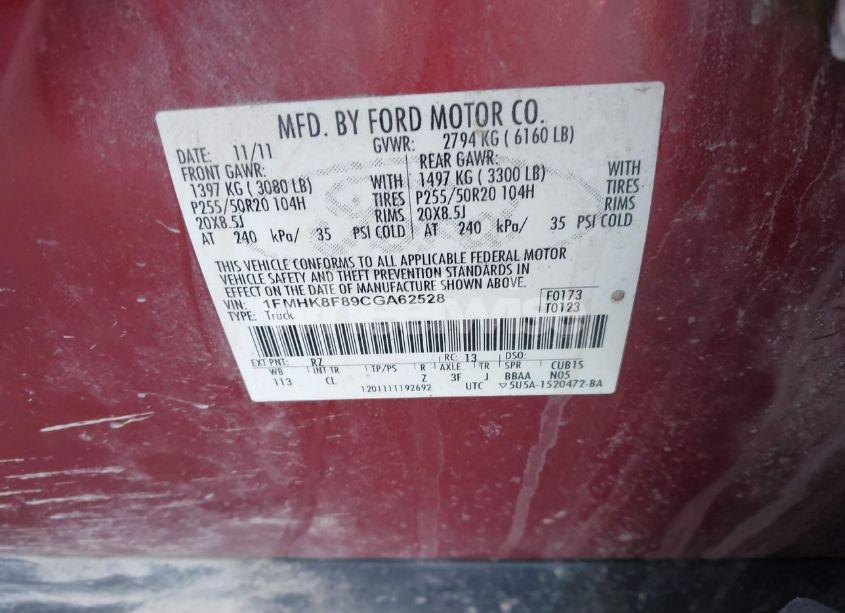 MFD. BY FORD MOTOR CO.
DATE: 11/11 GVWR: 2794 KG ( 6160 LB)
FRONT GAWR: REAR GAWR:
1397 KG ( 3080 LB) WITH 1497 KG ( 3300 LB) WITH
P255/50R20 104H TIRES P255/50R20 104H TIRES
20X8.5J RIMS 20X8.5J RIMS
AT 240 kPa/ 35 PSI COLD AT 240 kPa/ 35 PSI COLD
THIS VEHICLE CONFORMS TO ALL APPLICABLE FEDERAL MOTOR
VEHICLE SAFETY AND THEFT PREVENTION STANDARDS IN
EFFECT ON THE DATE OF MANUFACTURE SHOWN ABOVE.
VIN: 1FMHK8F89CGA62528 F0173
TYPE: Truck T0123
EXT PNT: RZ RC: 13 DSO:
WB INT TR TP/PS R AXLE TR SPR CUBTS
113 CL Z 3F J BBAA N05
1201111192692 UTC ▽5U5A-1520472-BA